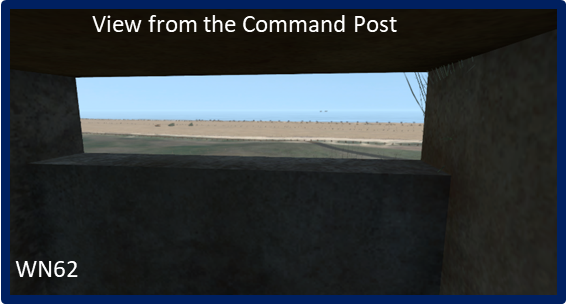 View from the Command Post
WN62